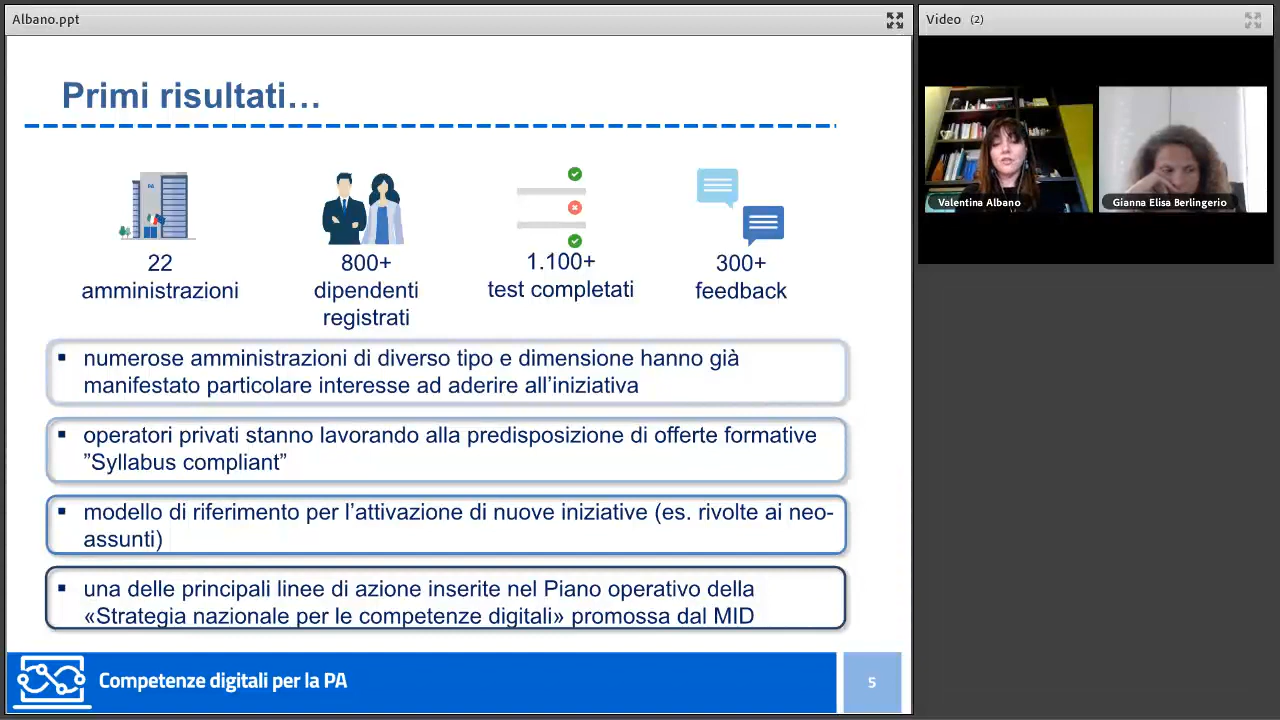 Albano.ppt
Video (2)
Primi risultati…
PA
22
amministrazioni
800+
dipendenti
registrati
1.100+
test completati
300+
feedback
▪ numerose amministrazioni di diverso tipo e dimensione hanno già
manifestato particolare interesse ad aderire all’iniziativa
▪ operatori privati stanno lavorando alla predisposizione di offerte formative
”Syllabus compliant”
▪ modello di riferimento per l’attivazione di nuove iniziative (es. rivolte ai neo-
assunti)
▪ una delle principali linee di azione inserite nel Piano operativo della
«Strategia nazionale per le competenze digitali» promossa dal MID
Competenze digitali per la PA
5
Valentina Albano
Gianna Elisa Berlingerio